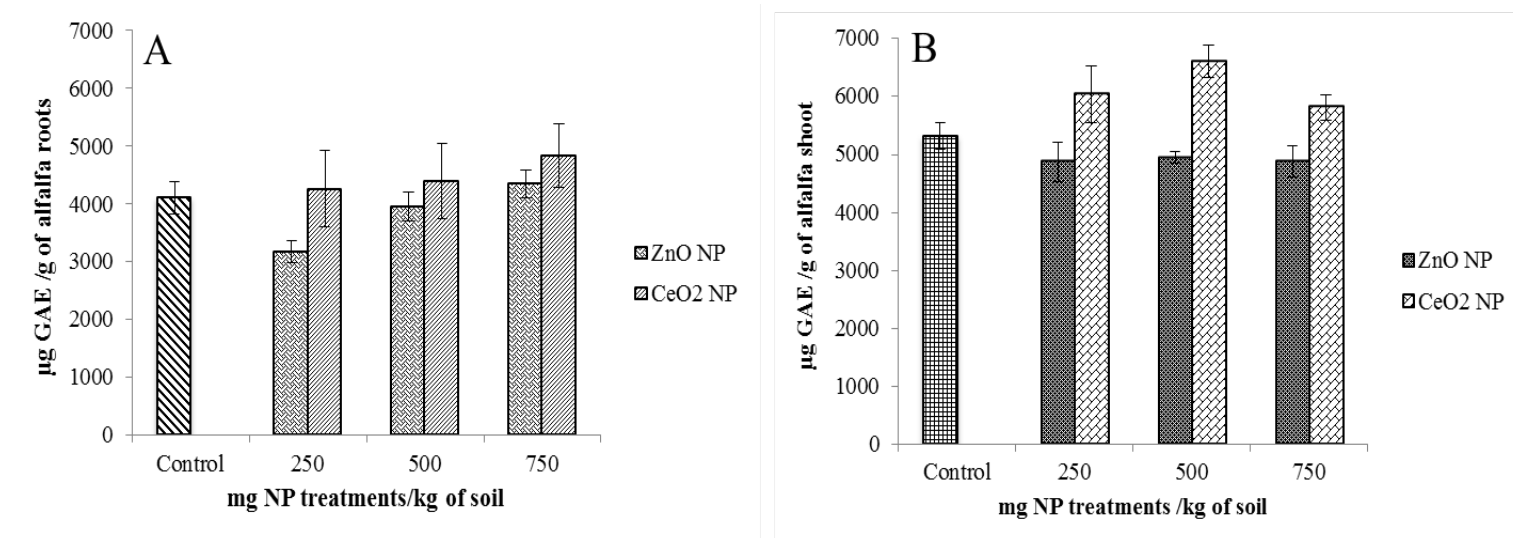 A
7000
6000
5000
4000
3000
2000
1000
0
µg GAE /g of alfalfa roots
Control 250 500 750
mg NP treatments/kg of soil
ZnO NP
CeO2 NP
B
7000
6000
5000
4000
3000
2000
1000
0
µg GAE /g of alfalfa shoot
Control 250 500 750
mg NP treatments /kg of soil
ZnO NP
CeO2 NP